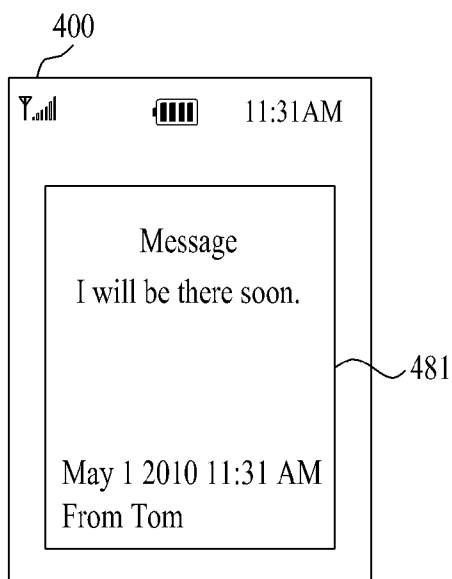 400
11:31AM
Message
I will be there soon.
481
May 1 2010 11:31 AM
From Tom